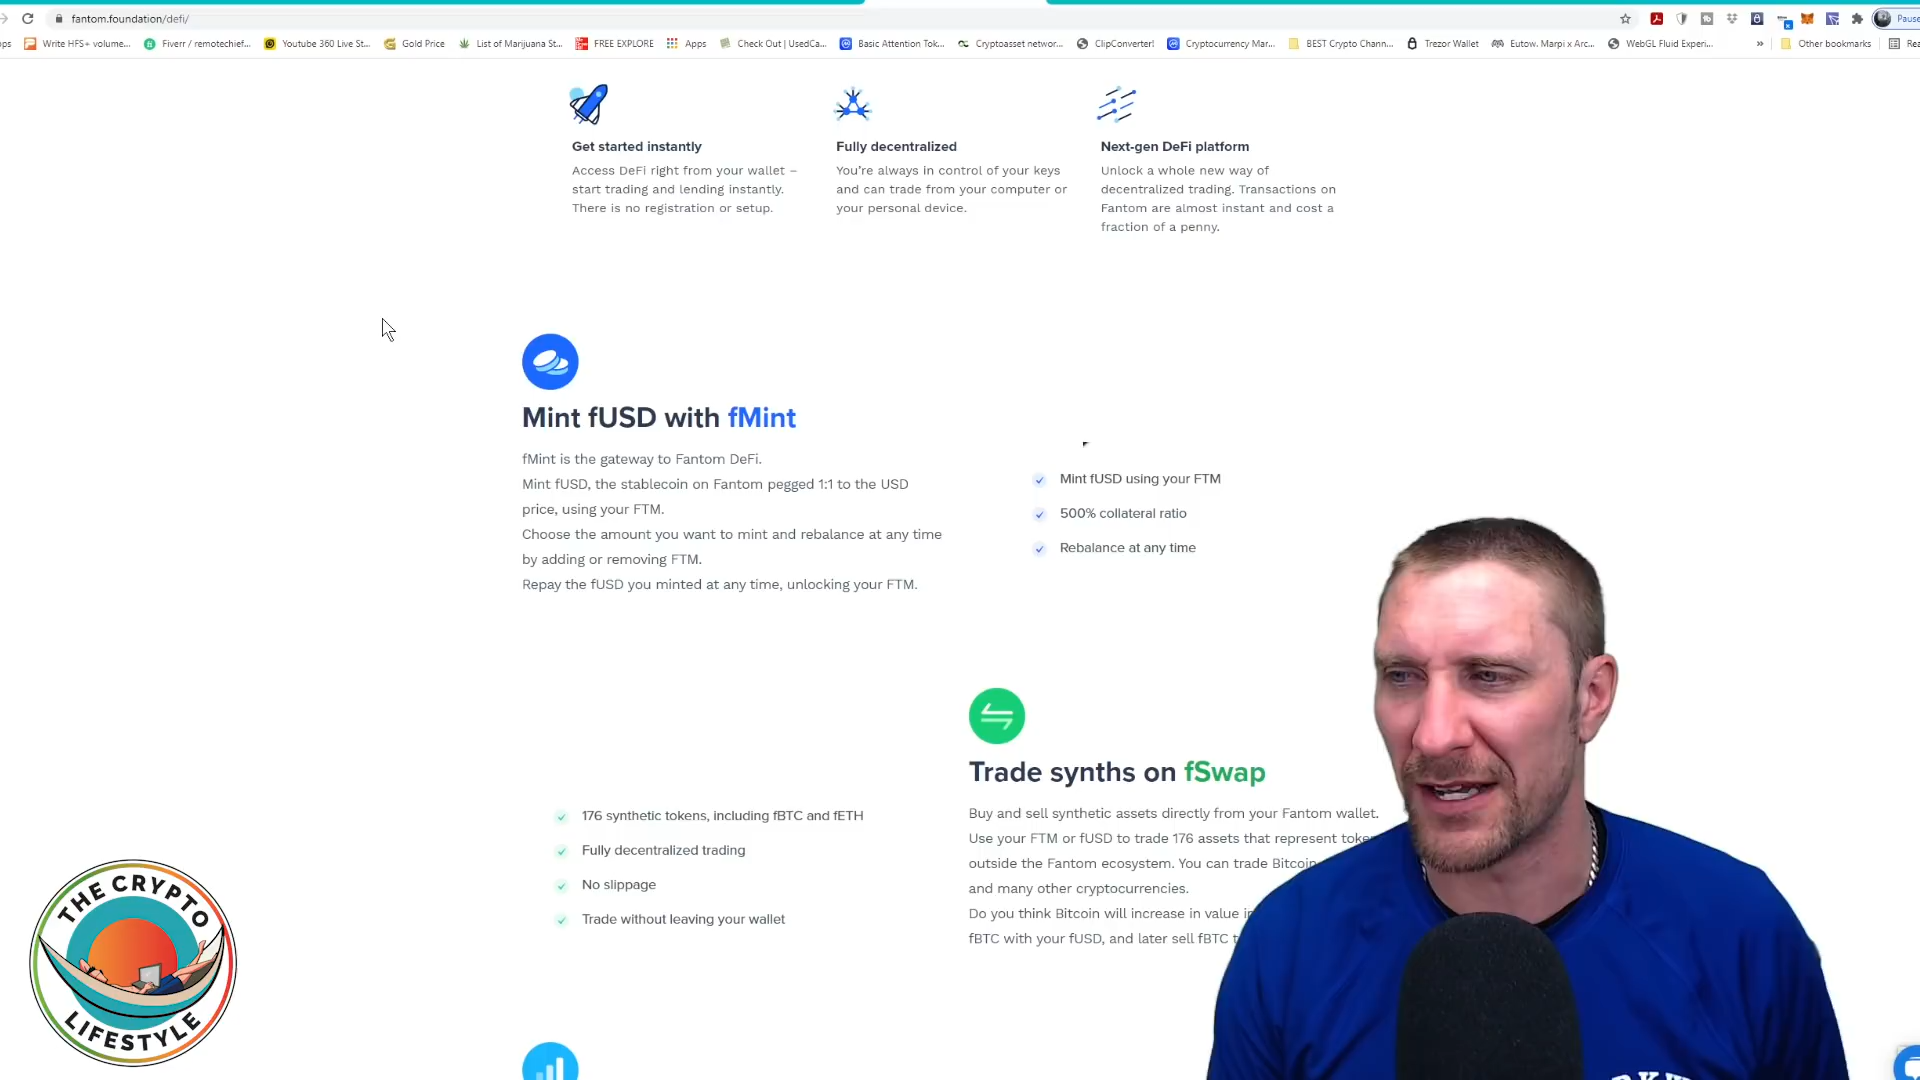 fantom.foundation/defi/
Write HFS+ volume... Fiverr / remotechief... Youtube 360 Live St... Gold Price List of Marijuana St... FREE EXPLORE Apps Check Out | UsedCa... Basic Attention Tok... Cryptoasset networ... ClipConverter! Cryptocurrency Mar... BEST Crypto Chann... Trezor Wallet Eutow. Marpi x Arc... WebGL Fluid Experi... » Other bookmarks
Get started instantly
Access DeFi right from your wallet –
start trading and lending instantly.
There is no registration or setup.
Fully decentralized
You're always in control of your keys
and can trade from your computer or
your personal device.
Next-gen DeFi platform
Unlock a whole new way of
decentralized trading. Transactions on
Fantom are almost instant and cost a
fraction of a penny.
Mint fUSD with fMint
fMint is the gateway to Fantom DeFi.
Mint fUSD, the stablecoin on Fantom pegged 1:1 to the USD
price, using your FTM.
Choose the amount you want to mint and rebalance at any time
by adding or removing FTM.
Repay the fUSD you minted at any time, unlocking your FTM.
Mint fUSD using your FTM
500% collateral ratio
Rebalance at any time
176 synthetic tokens, including fBTC and fETH
Fully decentralized trading
No slippage
Trade without leaving your wallet
Trade synths on fSwap
Buy and sell synthetic assets directly from your Fantom wallet.
Use your FTM or fUSD to trade 176 assets that represent
outside the Fantom ecosystem. You can trade Bitcoin
and many other cryptocurrencies.
Do you think Bitcoin will increase in value
fBTC with your fUSD, and later sell fBTC
THE CRYPTO
LIFESTYLE